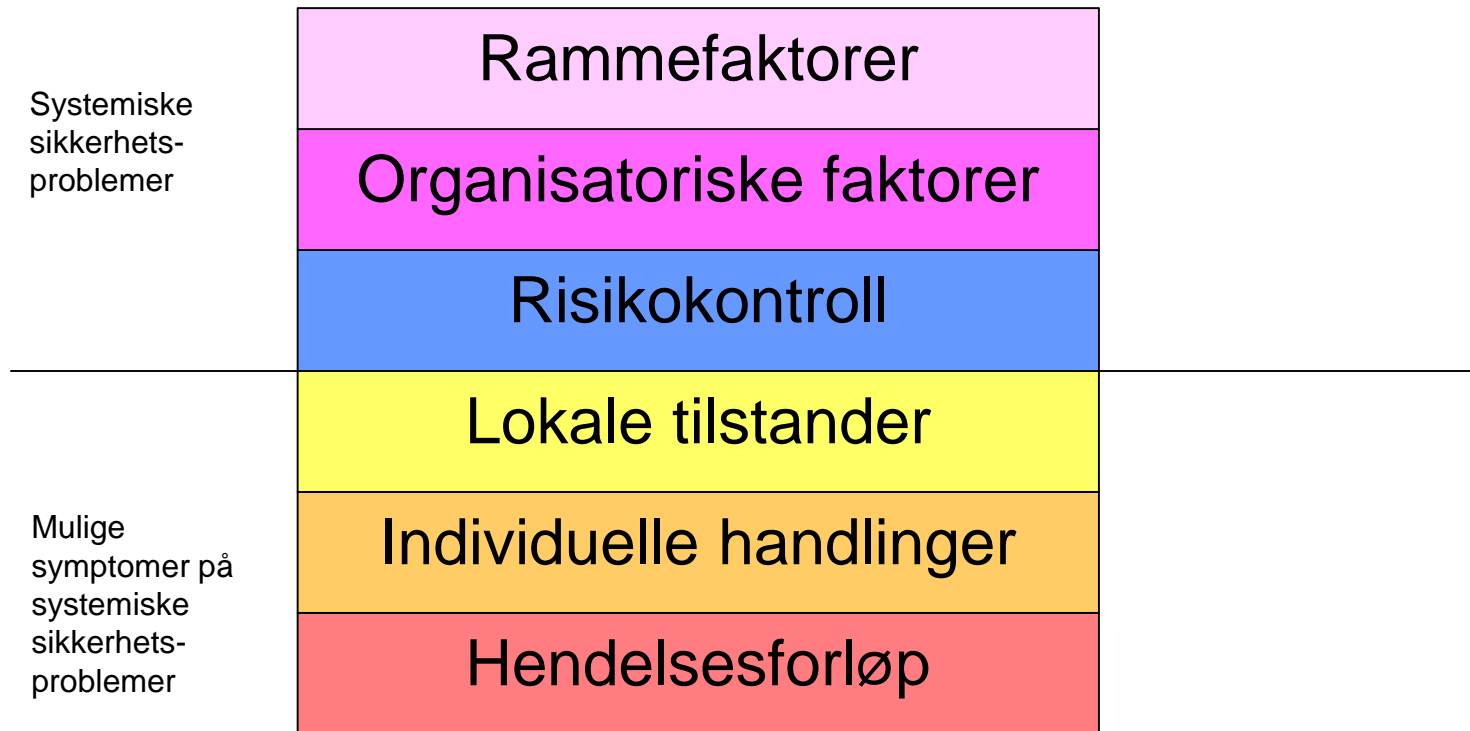 Rammefaktorer
Systemiske
sikkerhets-
problemer
Organisatoriske faktorer
Risikokontroll
Lokale tilstander
Mulige
symptomer på
systemiske
sikkerhets-
problemer
Individuelle handlinger
Hendelsesforløp